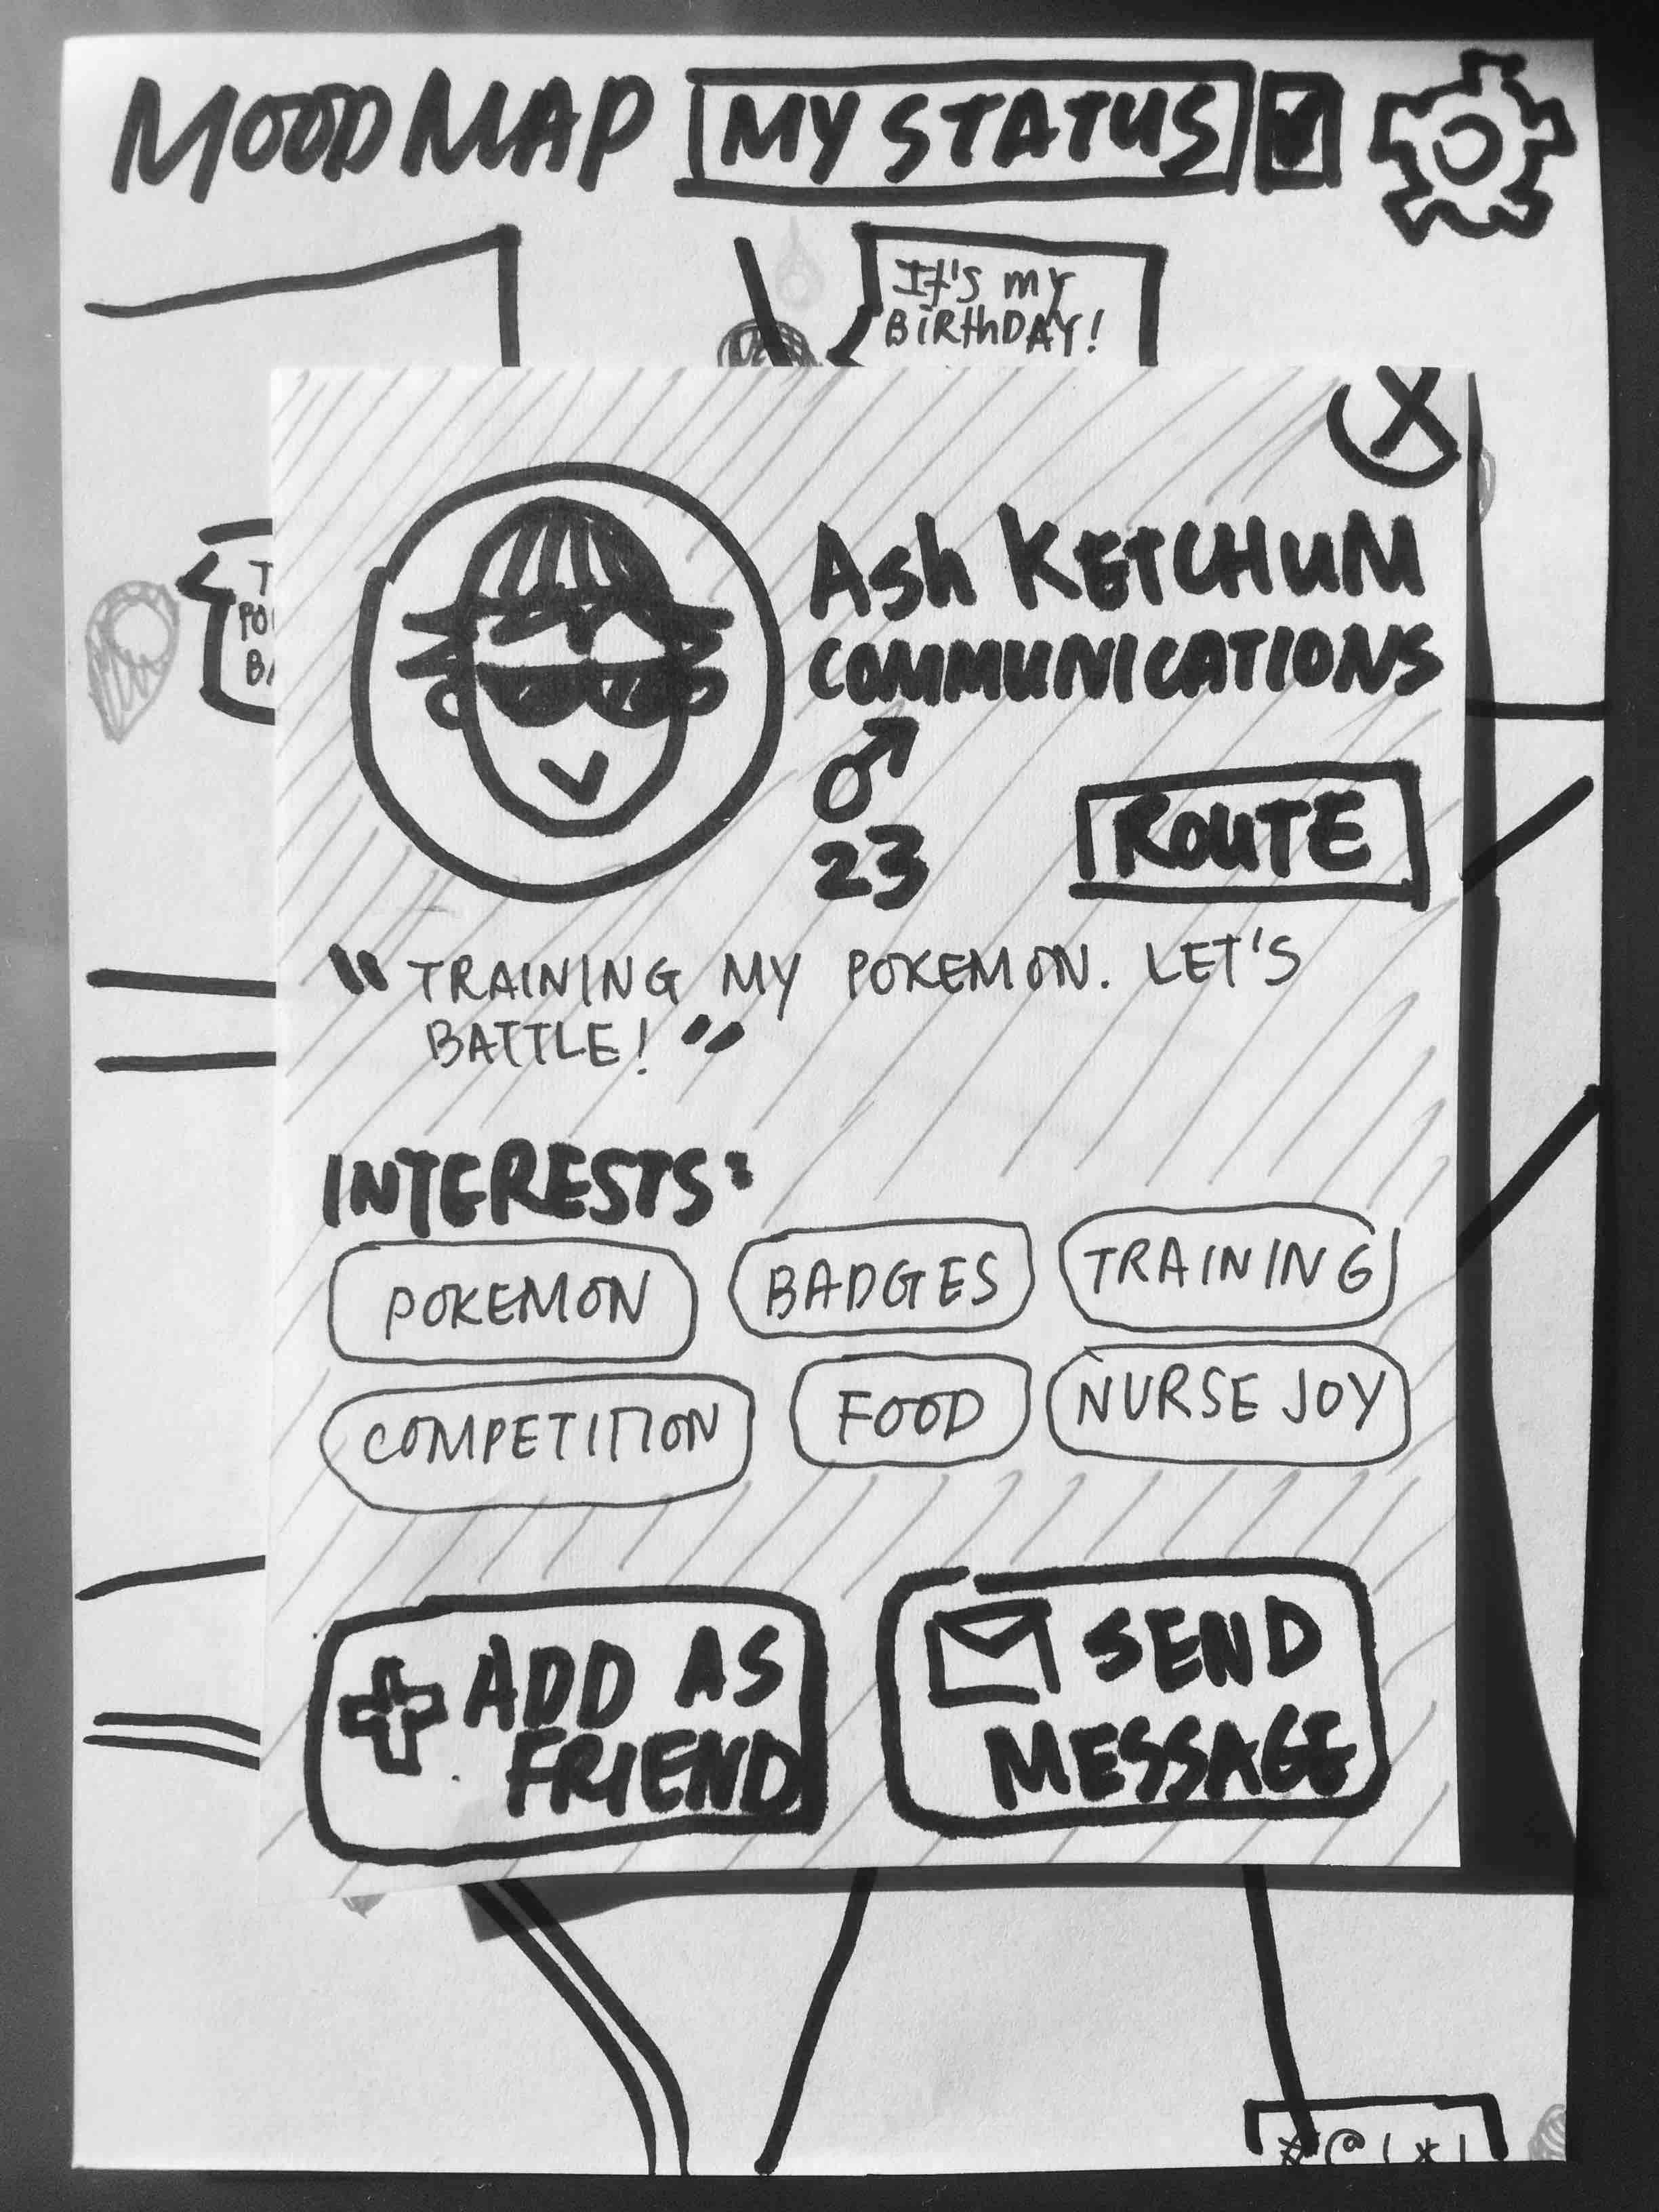 MOOD MAP MY STATUS
It's my
BiRthDAY!
T
PO
BA
Ash KETCHUM
COMMUNICATIONS
♂
23
ROUTE
"TRAINING MY POKEMON. LET'S
BATTLE!"
INTERESTS:
POKEMON BADGES TRAINING
COMPETITION FOOD NURSE JOY
+ ADD AS
FRIEND
SEND
MESSAGE